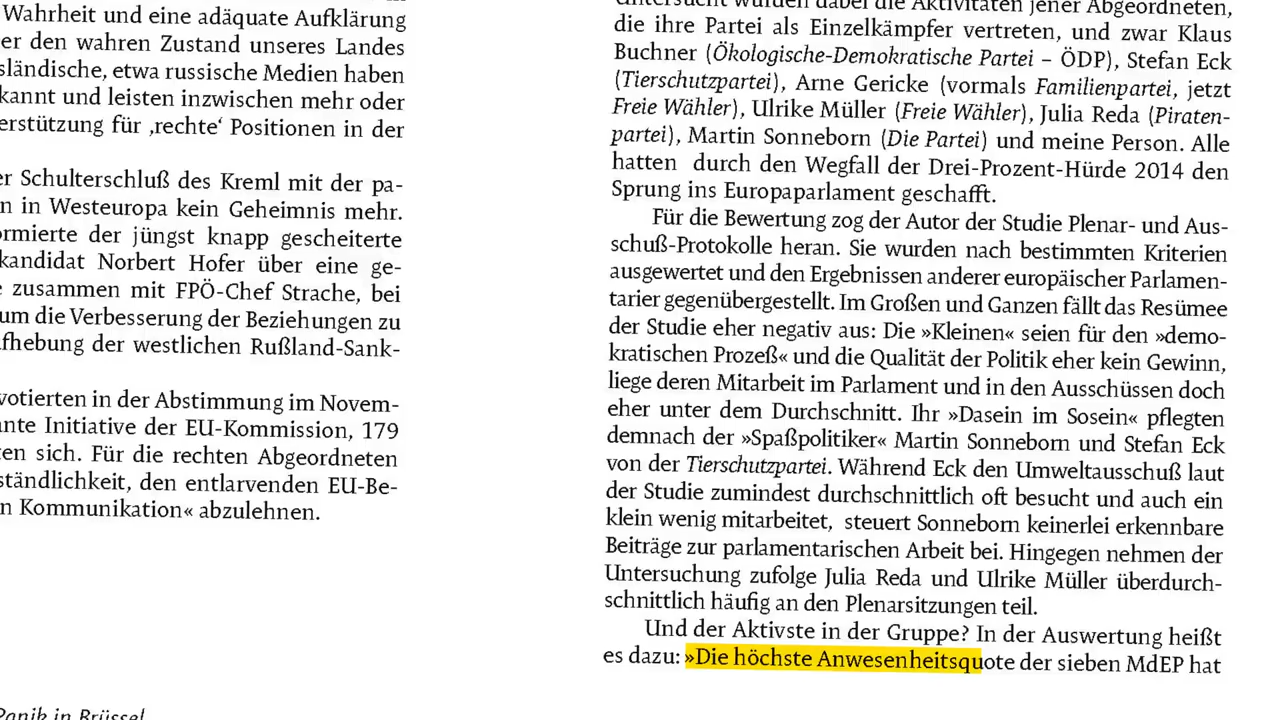 Wahrheit und eine adäquate Aufklärung
er den wahren Zustand unseres Landes
sländische, etwa russische Medien haben
kannt und leisten inzwischen mehr oder
erstützung für ‚rechte‘ Positionen in der
er Schulterschluß des Kreml mit der pa-
n in Westeuropa kein Geheimnis mehr.
ormierte der jüngst knapp gescheiterte
kandidat Norbert Hofer über eine ge-
e zusammen mit FPÖ-Chef Strache, bei
um die Verbesserung der Beziehungen zu
ufhebung der westlichen Rußland-Sank-
votierten in der Abstimmung im Novem-
ante Initiative der EU-Kommission, 179
ten sich. Für die rechten Abgeordneten
ständlichkeit, den entlarvenden EU-Be-
n Kommunikation« abzulehnen.
Panik in Brüssel
Untersucht wurden dabei die Aktivitäten jener Abgeordneten,
die ihre Partei als Einzelkämpfer vertreten, und zwar Klaus
Buchner (Ökologische-Demokratische Partei – ÖDP), Stefan Eck
(Tierschutzpartei), Arne Gericke (vormals Familienpartei, jetzt
Freie Wähler), Ulrike Müller (Freie Wähler), Julia Reda (Piraten-
partei), Martin Sonneborn (Die Partei) und meine Person. Alle
hatten durch den Wegfall der Drei-Prozent-Hürde 2014 den
Sprung ins Europaparlament geschafft.
Für die Bewertung zog der Autor der Studie Plenar- und Aus-
schuß-Protokolle heran. Sie wurden nach bestimmten Kriterien
ausgewertet und den Ergebnissen anderer europäischer Parlamen-
tarier gegenübergestellt. Im Großen und Ganzen fällt das Resümee
der Studie eher negativ aus: Die »Kleinen« seien für den »demo-
kratischen Prozeß« und die Qualität der Politik eher kein Gewinn,
liege deren Mitarbeit im Parlament und in den Ausschüssen doch
eher unter dem Durchschnitt. Ihr »Dasein im Sosein« pflegten
demnach der »Spaßpolitiker« Martin Sonneborn und Stefan Eck
von der Tierschutzpartei. Während Eck den Umweltausschuß laut
der Studie zumindest durchschnittlich oft besucht und auch ein
klein wenig mitarbeitet, steuert Sonneborn keinerlei erkennbare
Beiträge zur parlamentarischen Arbeit bei. Hingegen nehmen der
Untersuchung zufolge Julia Reda und Ulrike Müller überdurch-
schnittlich häufig an den Plenarsitzungen teil.
Und der Aktivste in der Gruppe? In der Auswertung heißt
es dazu: »Die höchste Anwesenheitsquote der sieben MdEP hat